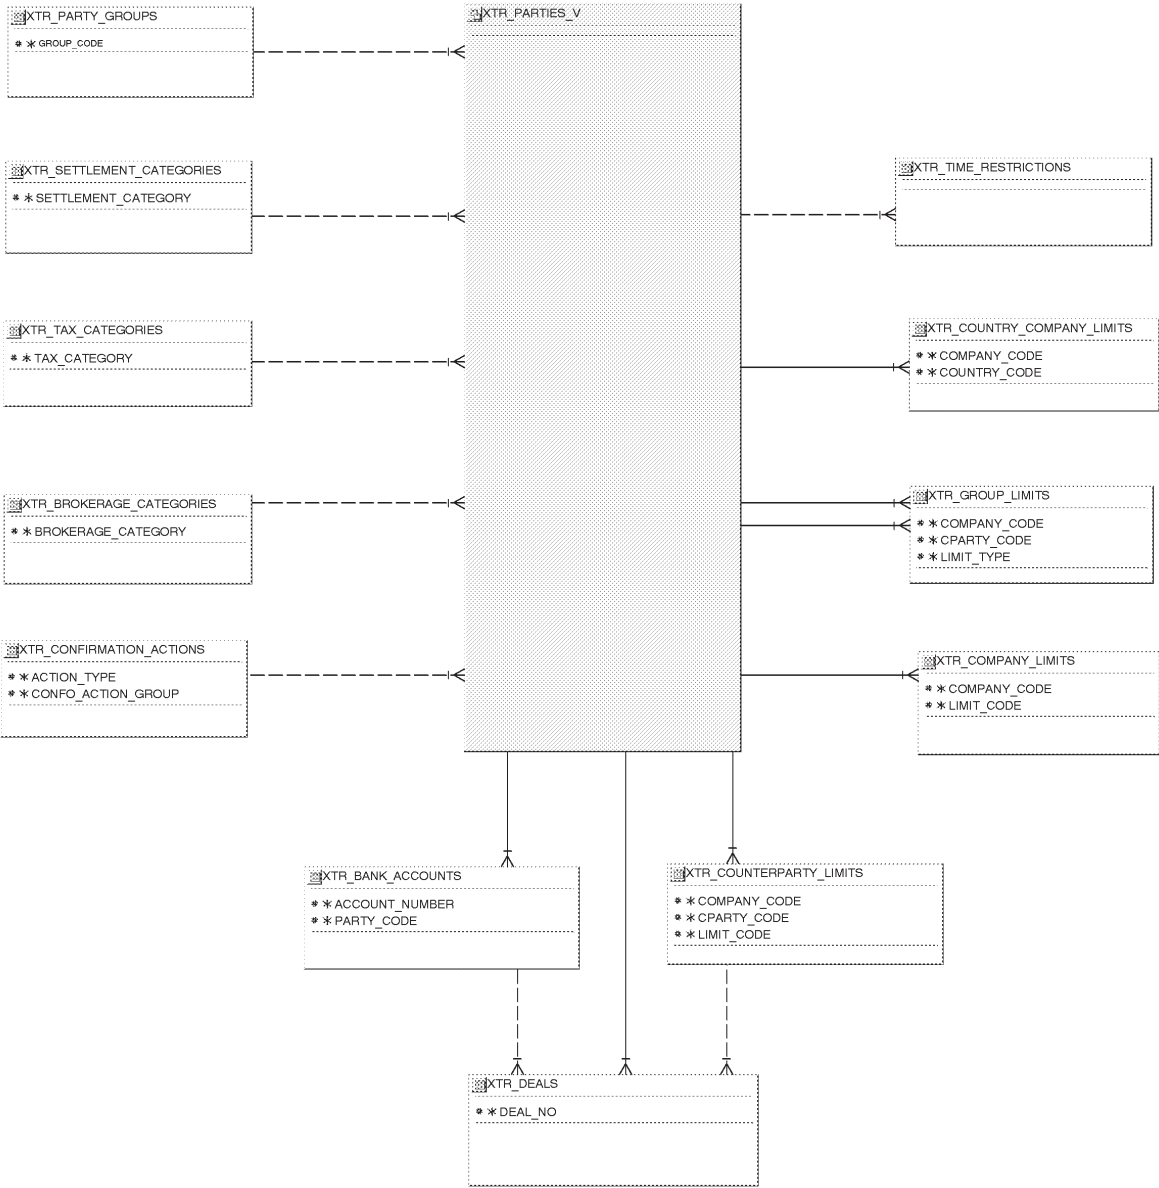 XTR_PARTY_GROUPS
# * GROUP_CODE
XTR_PARTIES_V
XTR_SETTLEMENT_CATEGORIES
# * SETTLEMENT_CATEGORY
XTR_TIME_RESTRICTIONS
XTR_TAX_CATEGORIES
# * TAX_CATEGORY
XTR_COUNTRY_COMPANY_LIMITS
# * COMPANY_CODE
# * COUNTRY_CODE
XTR_BROKERAGE_CATEGORIES
# * BROKERAGE_CATEGORY
XTR_GROUP_LIMITS
# * COMPANY_CODE
# * CPARTY_CODE
# * LIMIT_TYPE
XTR_CONFIRMATION_ACTIONS
# * ACTION_TYPE
# * CONFO_ACTION_GROUP
XTR_COMPANY_LIMITS
# * COMPANY_CODE
# * LIMIT_CODE
XTR_BANK_ACCOUNTS
# * ACCOUNT_NUMBER
# * PARTY_CODE
XTR_COUNTERPARTY_LIMITS
# * COMPANY_CODE
# * CPARTY_CODE
# * LIMIT_CODE
XTR_DEALS
# * DEAL_NO